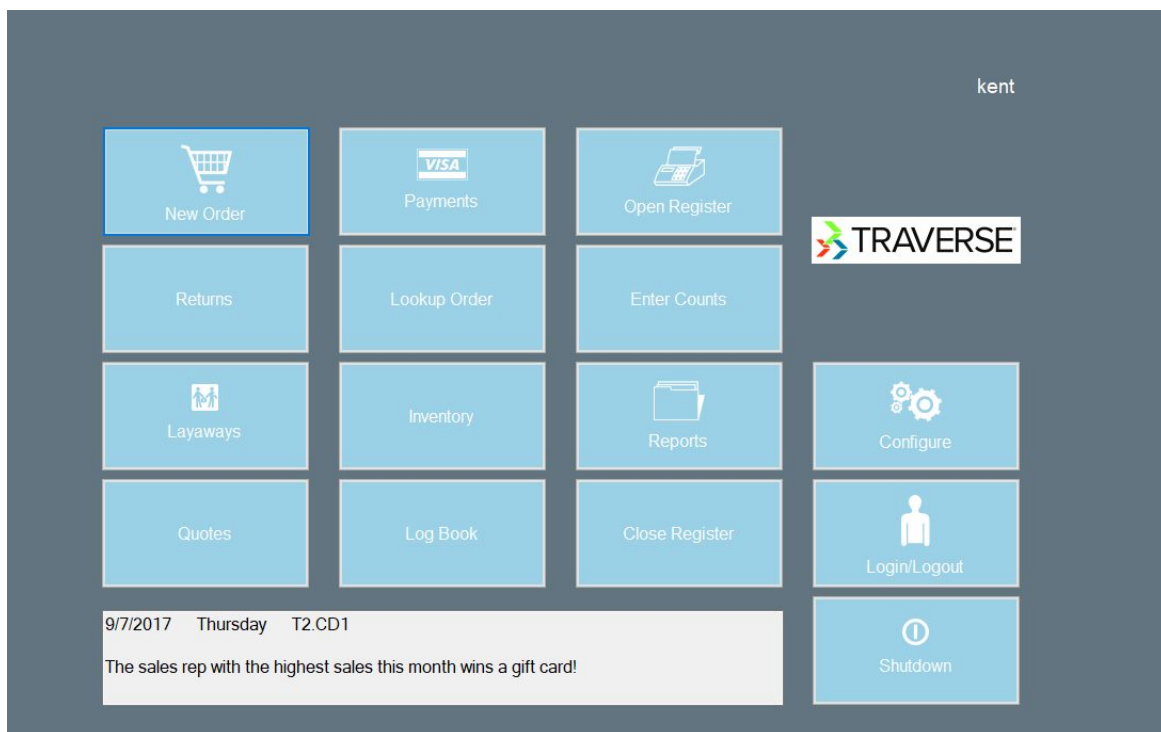 kent
New Order
VISA
Payments
Open Register
TRAVERSE
Returns
Lookup Order
Enter Counts
Layaways
Inventory
Reports
Configure
Quotes
Log Book
Close Register
Login/Logout
9/7/2017 Thursday T2.CD1
The sales rep with the highest sales this month wins a gift card!
Shutdown